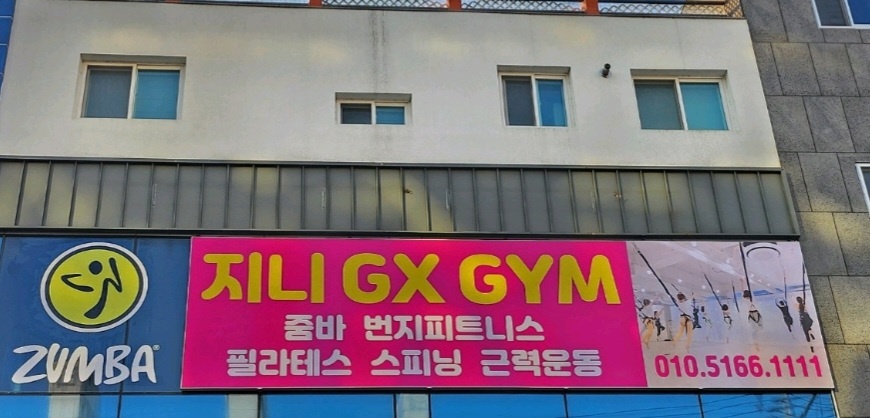 지니 GX GYM
줌바 번지피트니스
필라테스 스피닝 근력운동
010.5166.1111
ZUMBA®